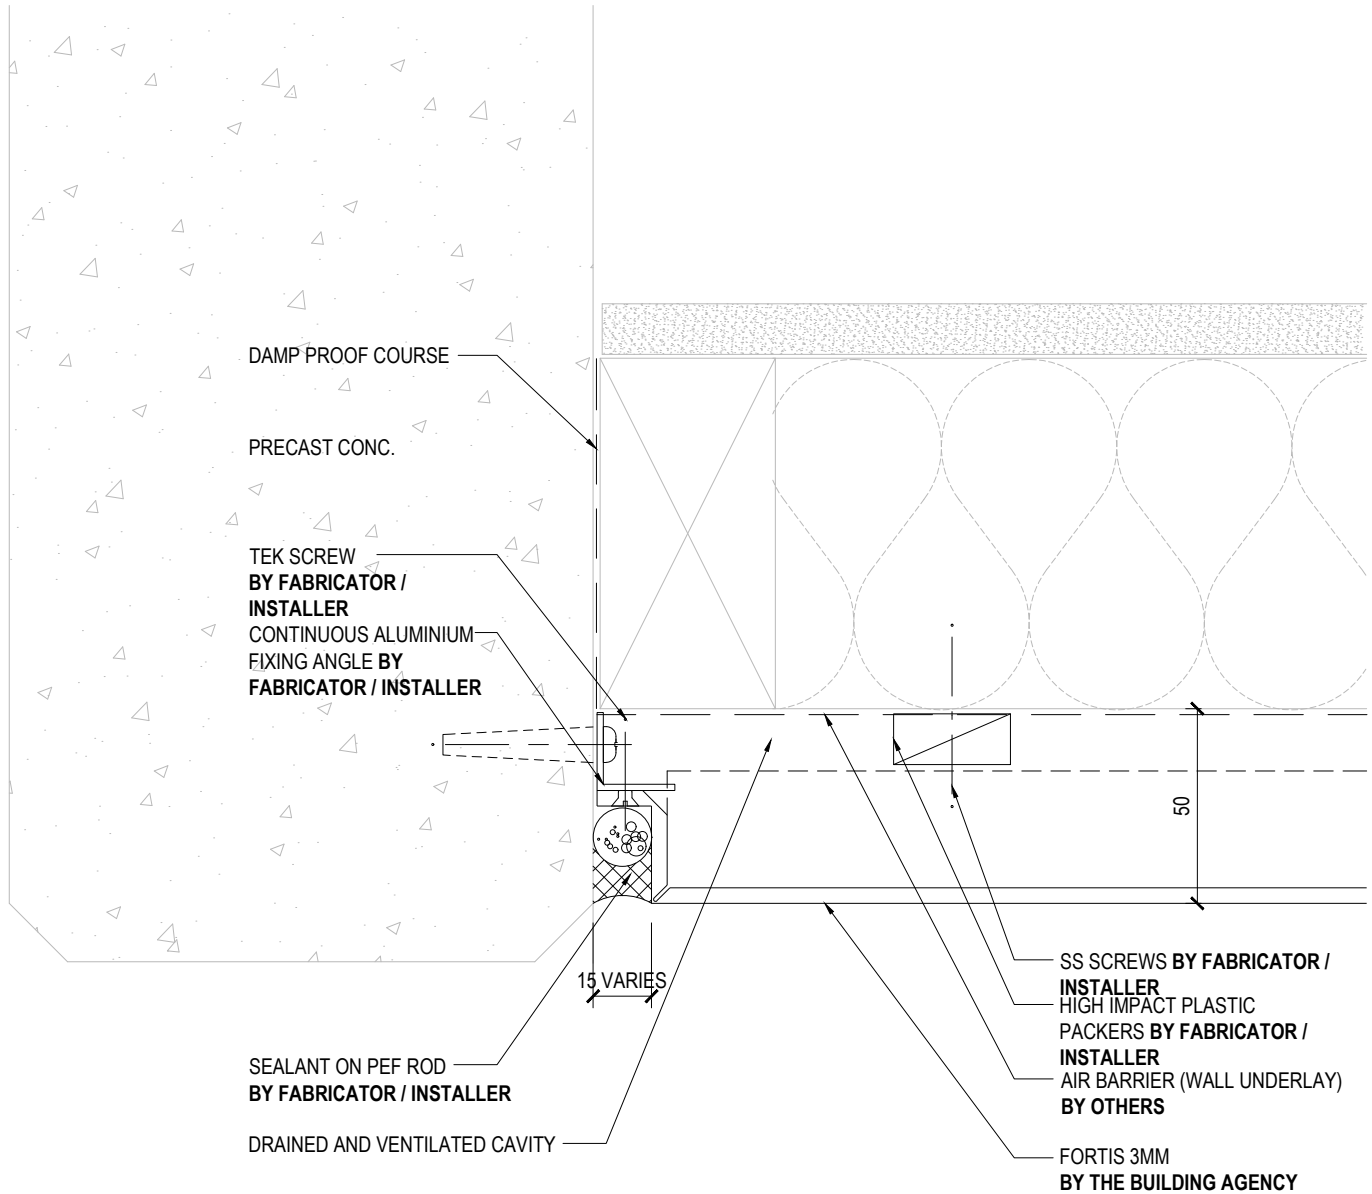 DAMP PROOF COURSE
PRECAST CONC.
TEK SCREW
BY FABRICATOR /
INSTALLER
CONTINUOUS ALUMINIUM
FIXING ANGLE BY
FABRICATOR / INSTALLER
50
15 VARIES
SEALANT ON PEF ROD
BY FABRICATOR / INSTALLER
DRAINED AND VENTILATED CAVITY
SS SCREWS BY FABRICATOR /
INSTALLER
HIGH IMPACT PLASTIC
PACKERS BY FABRICATOR /
INSTALLER
AIR BARRIER (WALL UNDERLAY)
BY OTHERS
FORTIS 3MM
BY THE BUILDING AGENCY